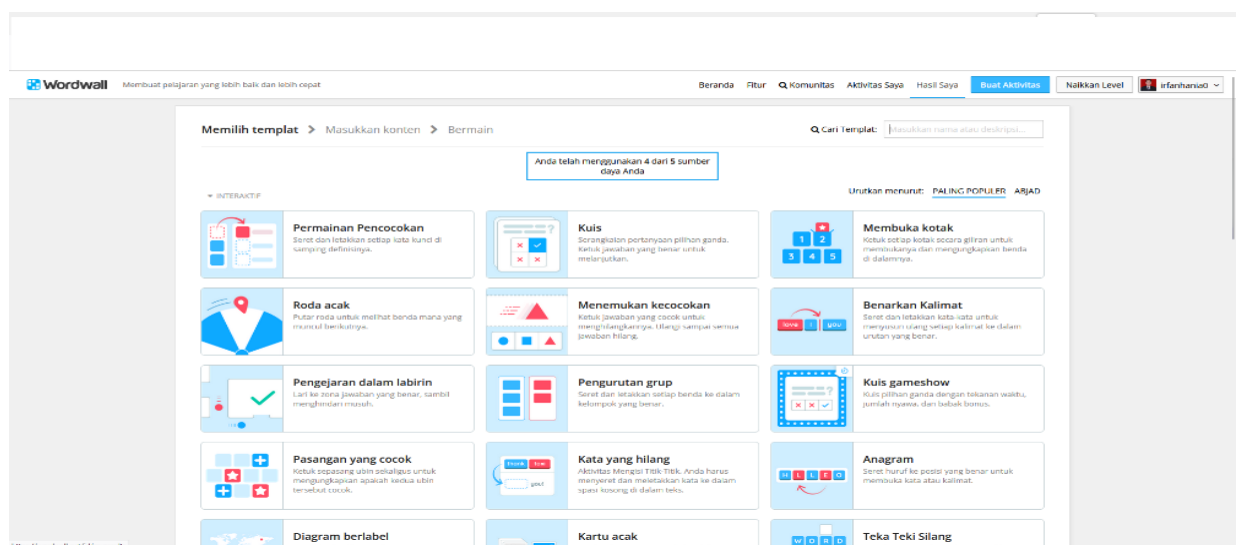 Wordwall Membuat pelajaran yang lebih baik dan lebih cepat Beranda Fitur Komunitas Aktivitas Saya Hasil Saya Buat Aktivitas Naikkan Level irfanhania0
Memilih templat > Masukkan konten > Bermain Cari Templat: Masukkan nama atau deskripsi...
Anda telah menggunakan 4 dari 5 sumber
daya Anda
INTERAKTIF Urutkan menurut: PALING POPULER ABJAD
Permainan Pencocokan
Seret dan letakkan setiap kata kunci di
samping definisinya.
Kuis
Serangkaian pertanyaan pilihan ganda.
Ketuk jawaban yang benar untuk
melanjutkan.
1 2
3 4 5
Membuka kotak
Ketuk setiap kotak secara giliran untuk
membukanya dan mengungkapkan benda
di dalamnya.
Roda acak
Putar roda untuk melihat benda mana yang
muncul berikutnya.
Menemukan kecocokan
Ketuk jawaban yang cocok untuk
menghilangkannya. Ulangi sampai semua
jawaban hilang.
love i you
Benarkan Kalimat
Seret dan letakkan kata-kata untuk
menyusun ulang setiap kalimat ke dalam
urutan yang benar.
Pengejaran dalam labirin
Lari ke zona jawaban yang benar, sambil
menghindari musuh.
Pengurutan grup
Seret dan letakkan setiap benda ke dalam
kelompok yang benar.
?
Kuis gameshow
Kuis pilihan ganda dengan tekanan waktu,
jumlah nyawa, dan babak bonus.
Pasangan yang cocok
Ketuk sepasang ubin sekaligus untuk
mengungkapkan apakah kedua ubin
tersebut cocok.
thank
you
Kata yang hilang
Aktivitas Mengisi Titik-Titik. Anda harus
menyeret dan meletakkan kata ke dalam
spasi kosong di dalam teks.
H L L E O
Anagram
Seret huruf ke posisi yang benar untuk
membuka kata atau kalimat.
Diagram berlabel
Kartu acak
W O R D
Teka Teki Silang